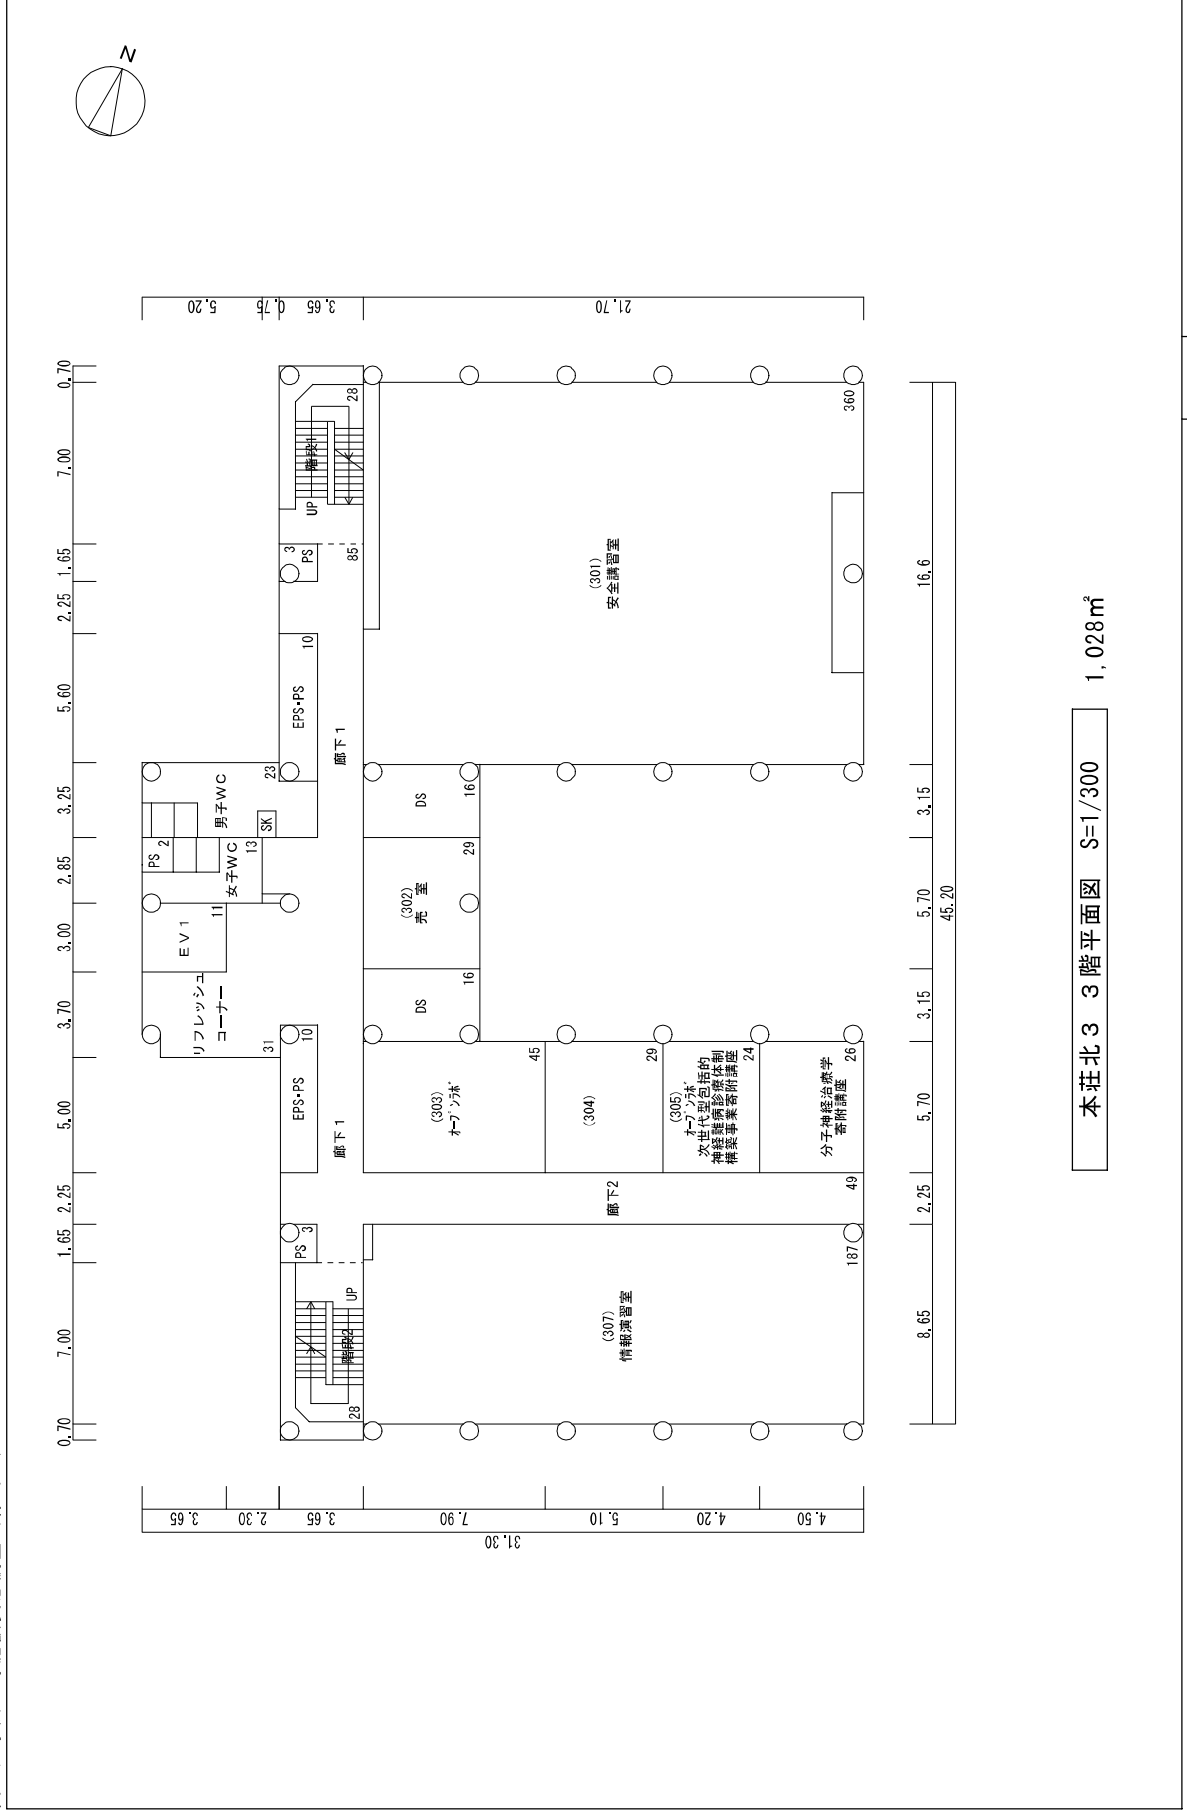 N
5.20
0.75
3.65
21.70
0.70
7.00
1.65
2.25
5.60
3.25
2.85
3.00
3.70
5.00
2.25
1.65
7.00
0.70
28
階段1
UP
3
PS
85
10
EPS・PS
廊下1
23
男子WC
SK
PS
2
女子WC
13
EV1
11
リフレッシュ
コーナー
31
10
EPS・PS
廊下1
3
PS
UP
階段2
28
(301)
安全講習室
360
DS
16
(302)
売 室
29
DS
16
(303)
オープンラボ
45
(304)
29
(305)
オープンラボ
次世代型包括的
神経難病診療体制
構築事業寄附講座
24
分子神経治療学
寄附講座
26
廊下2
49
(307)
情報演習室
187
16.6
3.15
5.70
3.15
5.70
2.25
8.65
45.20
3.65
2.30
3.65
7.90
5.10
4.20
4.50
31.30
本荘北3 3階平面図 S=1/300 1,028㎡